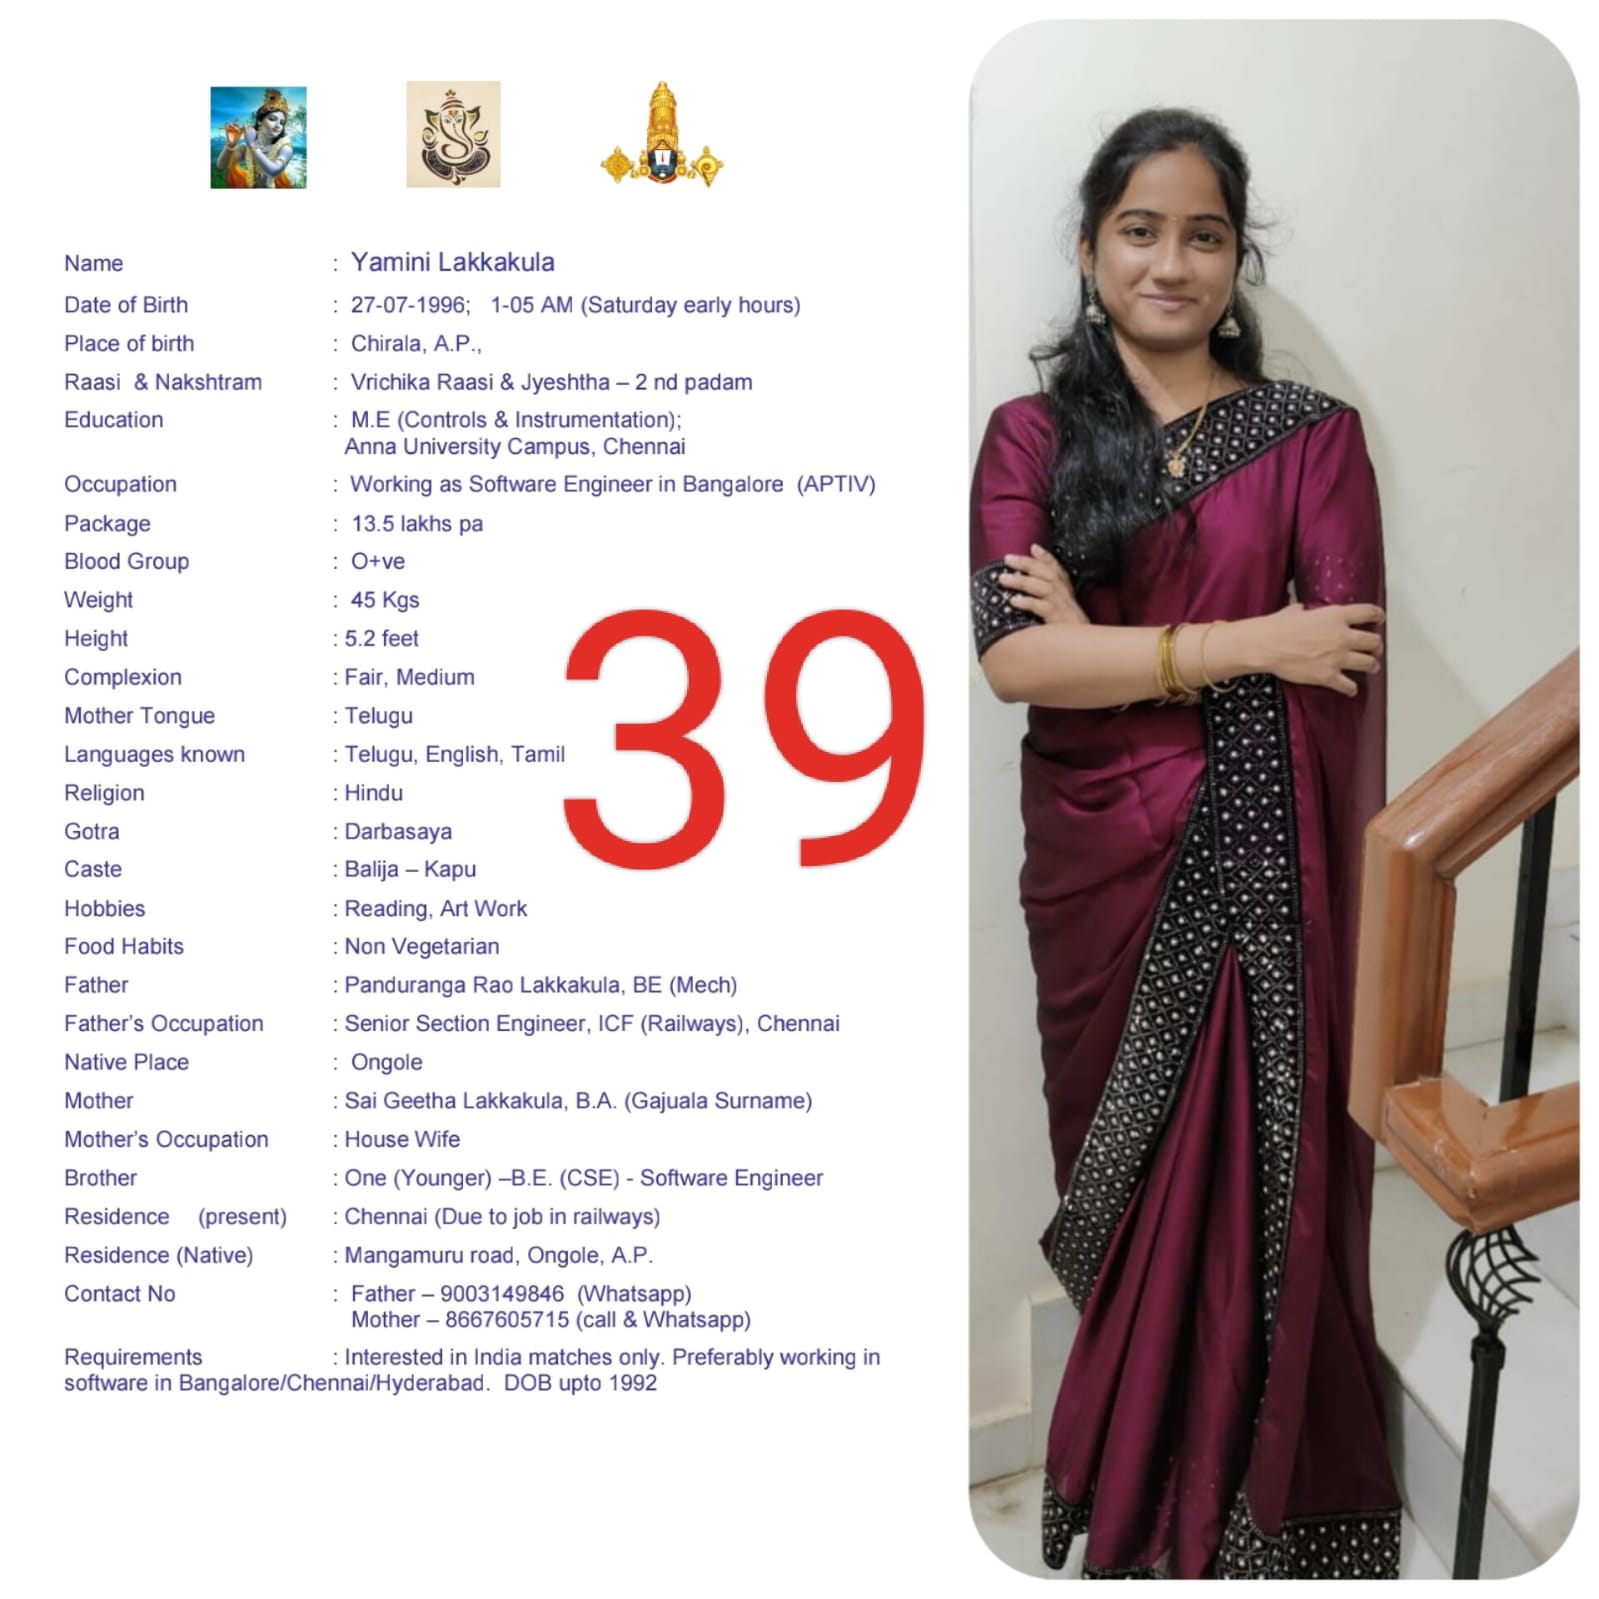 Name : Yamini Lakkakula
Date of Birth : 27-07-1996; 1-05 AM (Saturday early hours)
Place of birth : Chirala, A.P.,
Raasi & Nakshtram : Vrichika Raasi & Jyeshtha – 2 nd padam
Education : M.E (Controls & Instrumentation);
Anna University Campus, Chennai
Occupation : Working as Software Engineer in Bangalore (APTIV)
Package : 13.5 lakhs pa
Blood Group : O+ve
Weight : 45 Kgs
Height : 5.2 feet
Complexion : Fair, Medium
Mother Tongue : Telugu
Languages known : Telugu, English, Tamil
Religion : Hindu
Gotra : Darbasaya
Caste : Balija – Kapu
39
Hobbies : Reading, Art Work
Food Habits : Non Vegetarian
Father : Panduranga Rao Lakkakula, BE (Mech)
Father’s Occupation : Senior Section Engineer, ICF (Railways), Chennai
Native Place : Ongole
Mother : Sai Geetha Lakkakula, B.A. (Gajuala Surname)
Mother’s Occupation : House Wife
Brother : One (Younger) –B.E. (CSE) - Software Engineer
Residence (present) : Chennai (Due to job in railways)
Residence (Native) : Mangamuru road, Ongole, A.P.
Contact No : Father – 9003149846 (Whatsapp)
Mother – 8667605715 (call & Whatsapp)
Requirements : Interested in India matches only. Preferably working in
software in Bangalore/Chennai/Hyderabad. DOB upto 1992